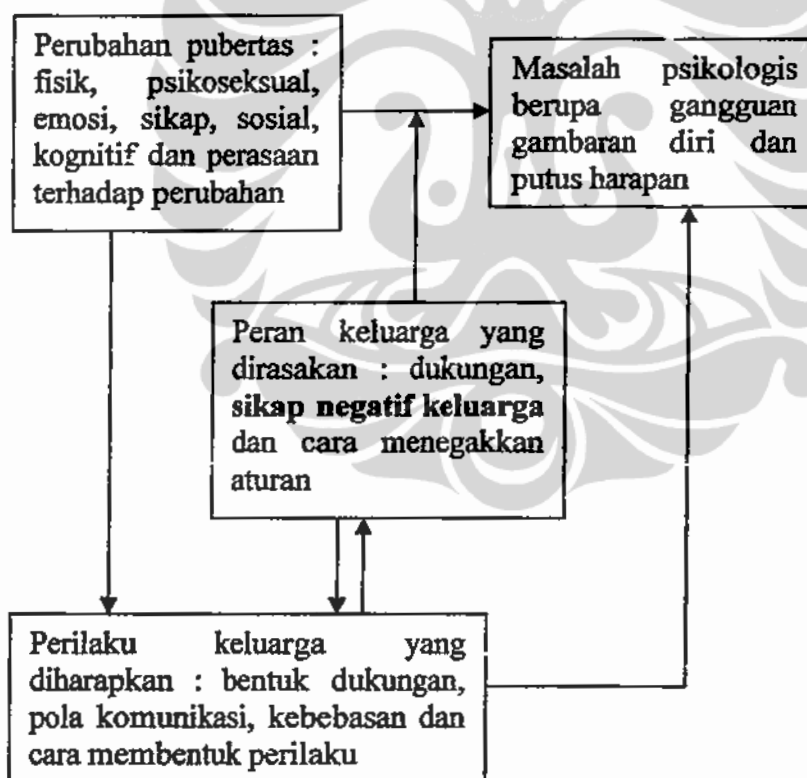 Perubahan pubertas :
fisik, psikoseksual,
emosi, sikap, sosial,
kognitif dan perasaan
terhadap perubahan
Masalah psikologis
berupa gangguan
gambaran diri dan
putus harapan
Peran keluarga yang
dirasakan : dukungan,
sikap negatif keluarga
dan cara menegakkan
aturan
Perilaku keluarga yang
diharapkan : bentuk dukungan,
pola komunikasi, kebebasan dan
cara membentuk perilaku